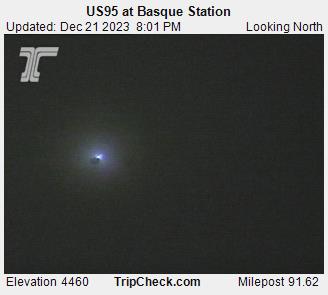 US95 at Basque Station
Updated: Dec 21 2023 8:01 PM Looking North
Elevation 4460 TripCheck.com Milepost 91.62